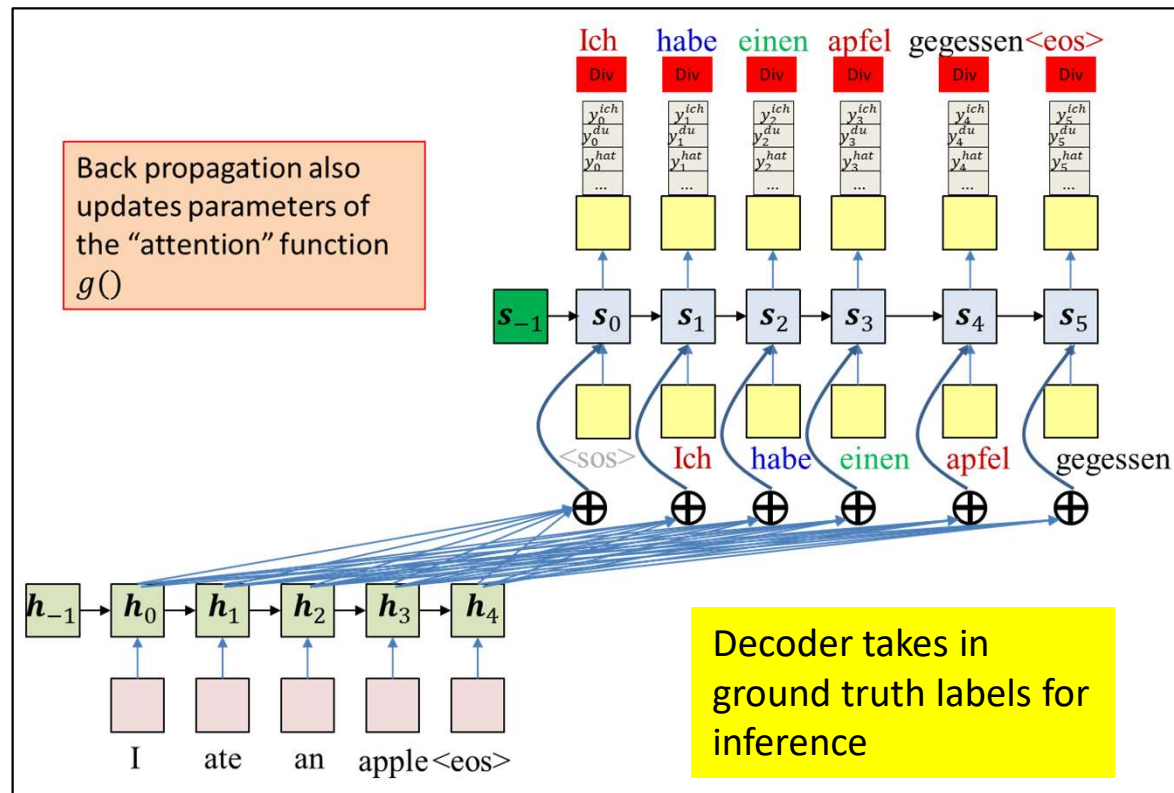 Ich habe einen apfel gegessen <eos>
Div Div Div Div Div Div
y_0^{ich} y_1^{ich} y_2^{ich} y_3^{ich} y_4^{ich} y_5^{ich}
y_0^{du} y_1^{du} y_2^{du} y_3^{du} y_4^{du} y_5^{du}
y_0^{hat} y_1^{hat} y_2^{hat} y_3^{hat} y_4^{hat} y_5^{hat}
... ... ... ... ... ...
Back propagation also
updates parameters of
the “attention” function
g()
s_{-1} s_0 s_1 s_2 s_3 s_4 s_5
<sos> Ich habe einen apfel gegessen
h_{-1} h_0 h_1 h_2 h_3 h_4
I ate an apple <eos>
Decoder takes in
ground truth labels for
inference